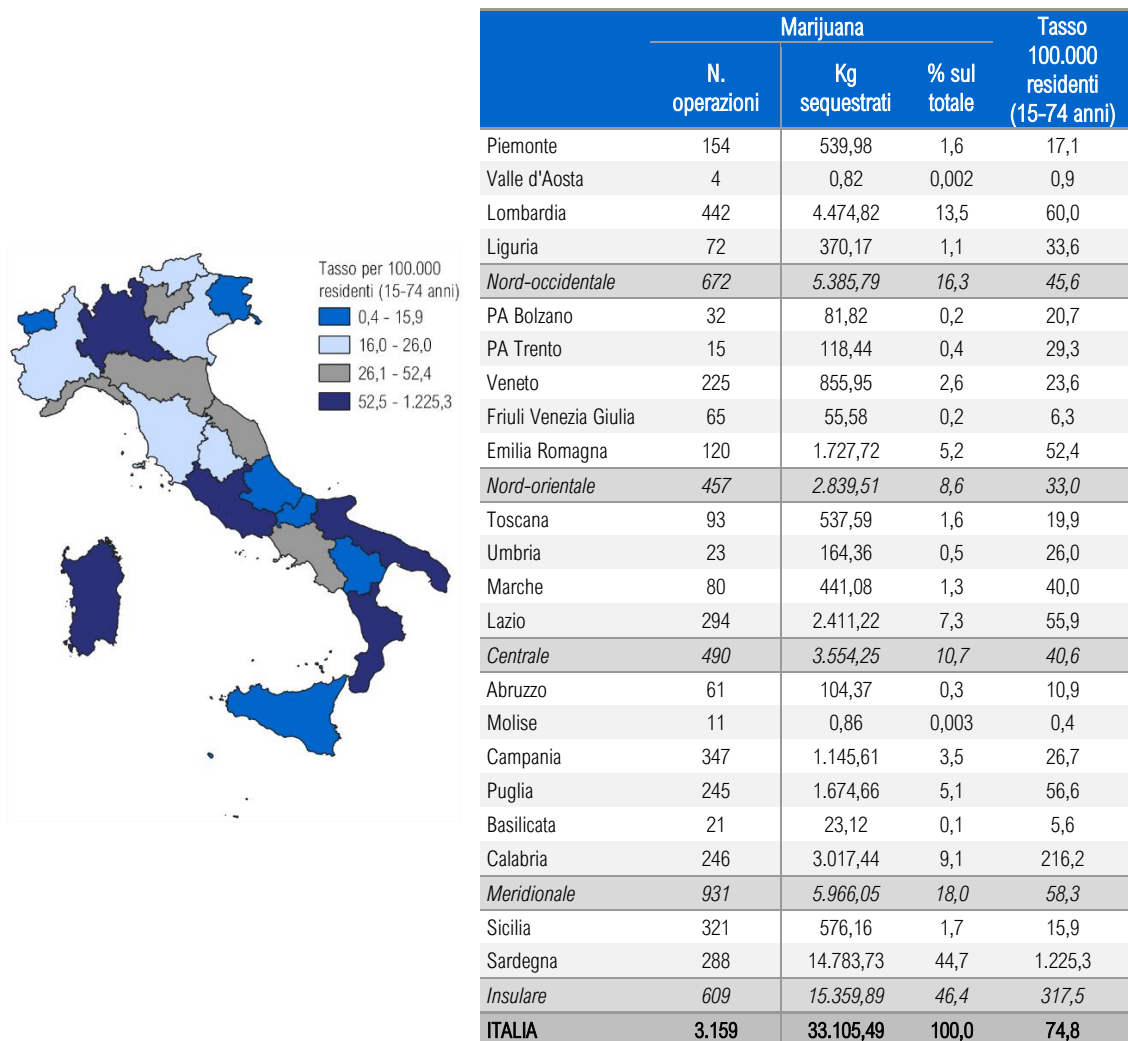 Tasso per 100.000
residenti (15-74 anni)
0,4 - 15,9
16,0 - 26,0
26,1 - 52,4
52,5 - 1.225,3
Marijuana
Tasso
100.000
residenti
(15-74 anni)
N.
operazioni
Kg
sequestrati
% sul
totale
Piemonte 154 539,98 1,6 17,1
Valle d'Aosta 4 0,82 0,002 0,9
Lombardia 442 4.474,82 13,5 60,0
Liguria 72 370,17 1,1 33,6
Nord-occidentale 672 5.385,79 16,3 45,6
PA Bolzano 32 81,82 0,2 20,7
PA Trento 15 118,44 0,4 29,3
Veneto 225 855,95 2,6 23,6
Friuli Venezia Giulia 65 55,58 0,2 6,3
Emilia Romagna 120 1.727,72 5,2 52,4
Nord-orientale 457 2.839,51 8,6 33,0
Toscana 93 537,59 1,6 19,9
Umbria 23 164,36 0,5 26,0
Marche 80 441,08 1,3 40,0
Lazio 294 2.411,22 7,3 55,9
Centrale 490 3.554,25 10,7 40,6
Abruzzo 61 104,37 0,3 10,9
Molise 11 0,86 0,003 0,4
Campania 347 1.145,61 3,5 26,7
Puglia 245 1.674,66 5,1 56,6
Basilicata 21 23,12 0,1 5,6
Calabria 246 3.017,44 9,1 216,2
Meridionale 931 5.966,05 18,0 58,3
Sicilia 321 576,16 1,7 15,9
Sardegna 288 14.783,73 44,7 1.225,3
Insulare 609 15.359,89 46,4 317,5
ITALIA 3.159 33.105,49 100,0 74,8